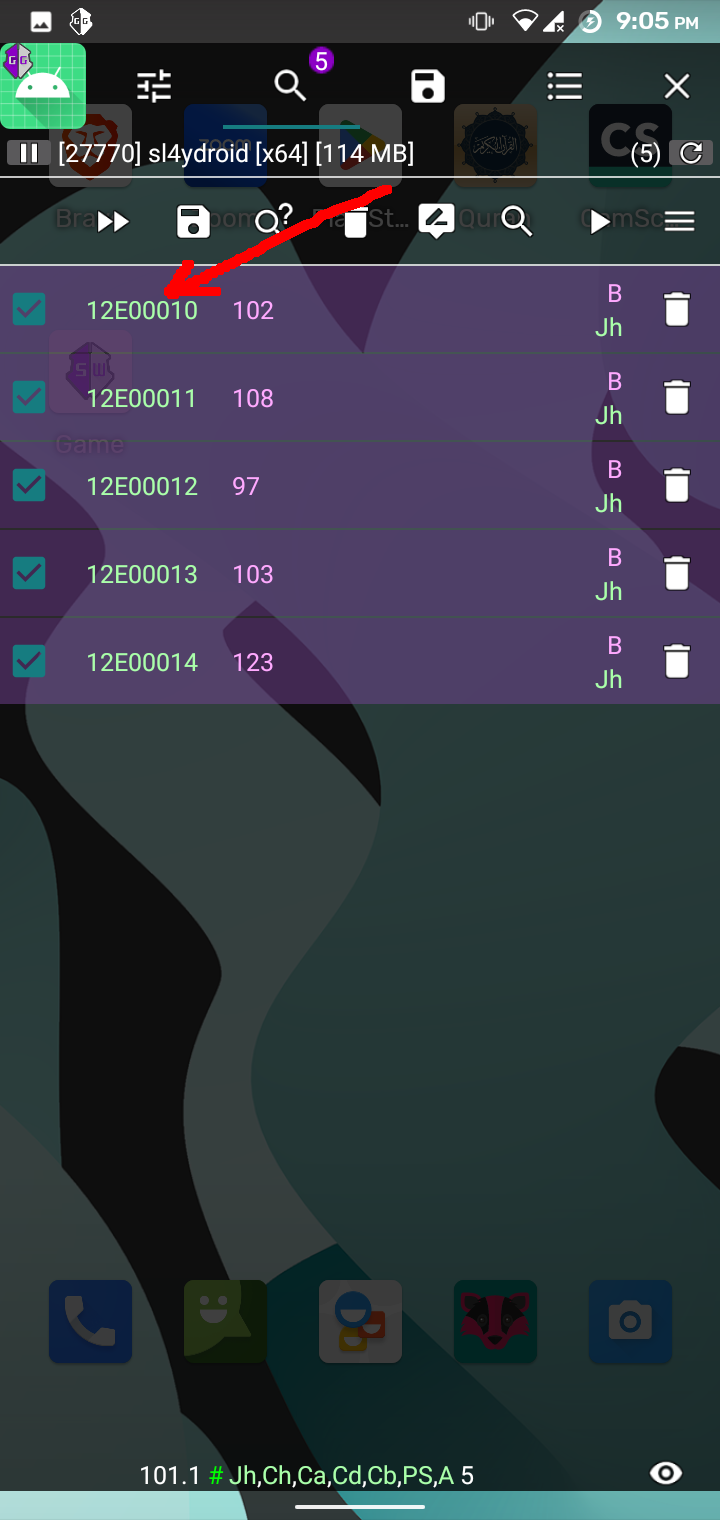 9:05 PM
5
[27770] sl4ydroid [x64] [114 MB] (5)
12E00010 102 B
Jh
12E00011 108 B
Jh
Game
12E00012 97 B
Jh
12E00013 103 B
Jh
12E00014 123 B
Jh
101.1 # Jh,Ch,Ca,Cd,Cb,PS,A 5